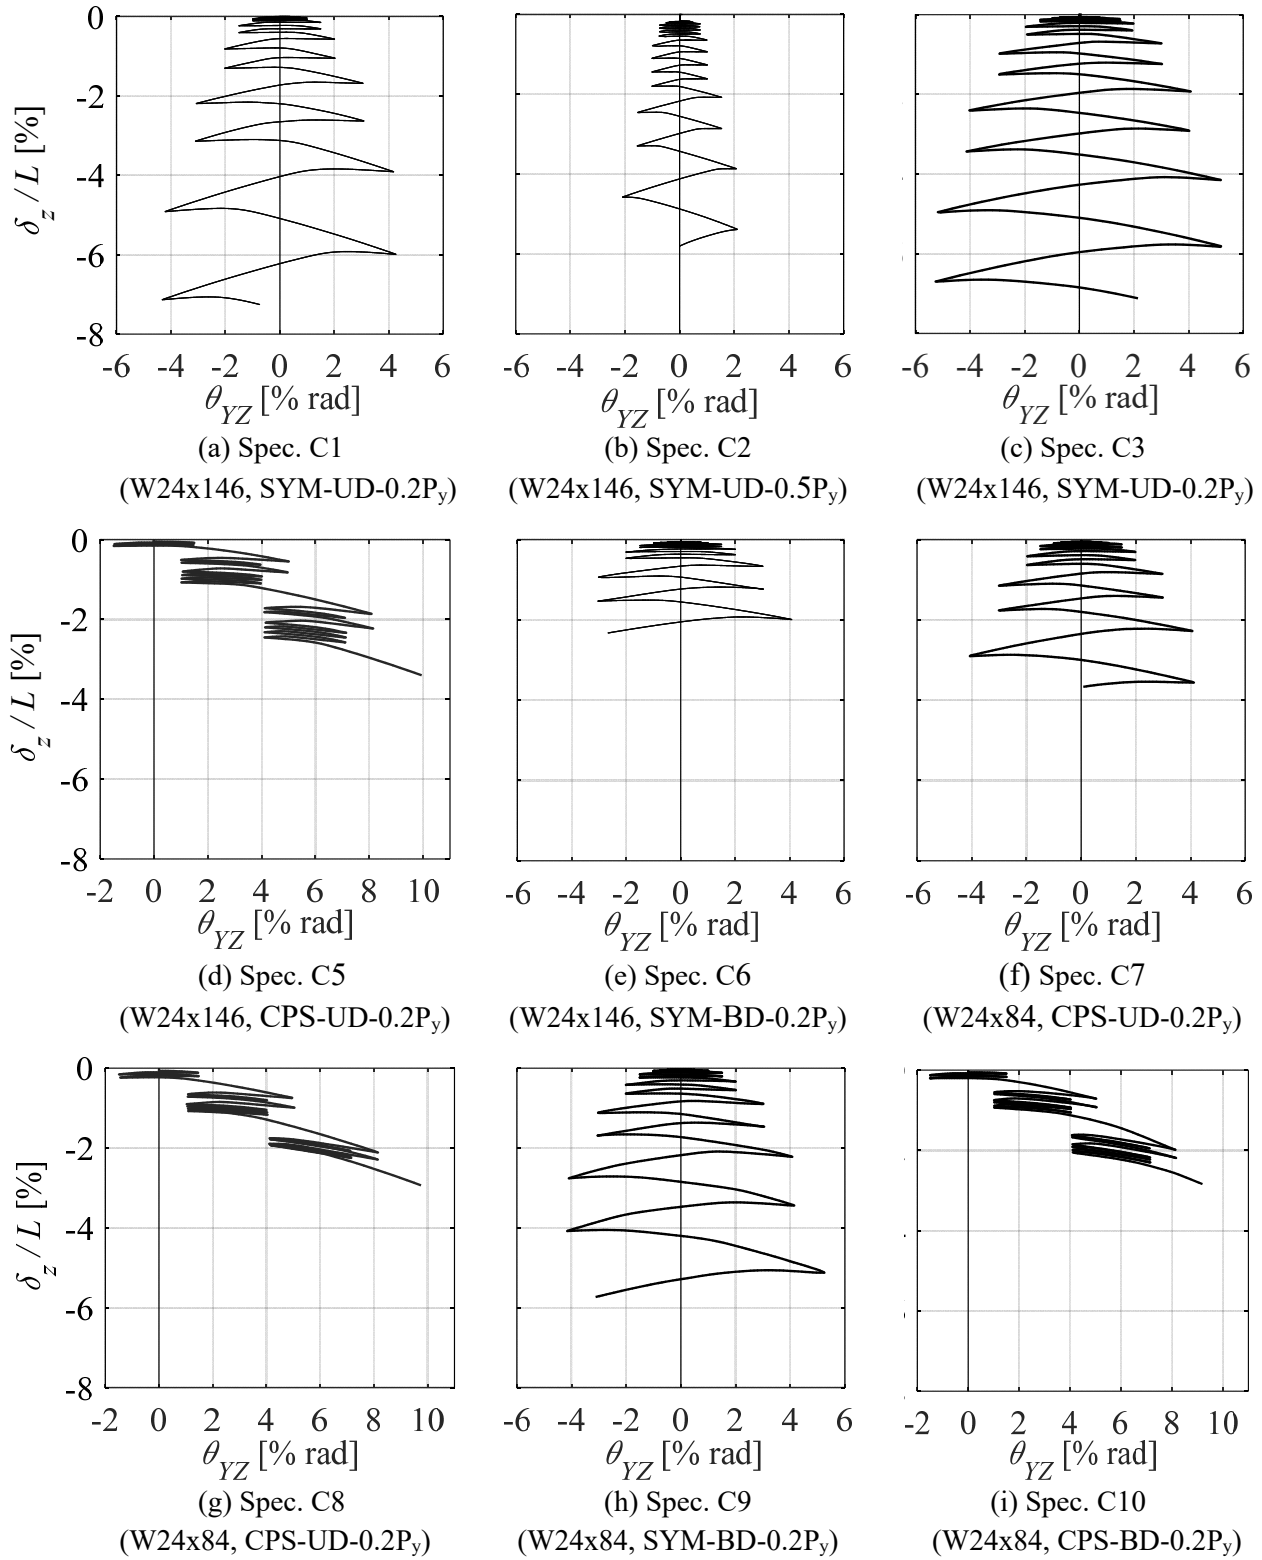 0
-2
-4
-6
-8
δz / L [%]
-6 -4 -2 0 2 4 6
-6 -4 -2 0 2 4 6
-6 -4 -2 0 2 4 6
θYZ [% rad]
θYZ [% rad]
θYZ [% rad]
(a) Spec. C1
(b) Spec. C2
(c) Spec. C3
(W24x146, SYM-UD-0.2Py)
(W24x146, SYM-UD-0.5Py)
(W24x146, SYM-UD-0.2Py)
0
-2
-4
-6
-8
δz / L [%]
-2 0 2 4 6 8 10
-6 -4 -2 0 2 4 6
-6 -4 -2 0 2 4 6
θYZ [% rad]
θYZ [% rad]
θYZ [% rad]
(d) Spec. C5
(e) Spec. C6
(f) Spec. C7
(W24x146, CPS-UD-0.2Py)
(W24x146, SYM-BD-0.2Py)
(W24x84, CPS-UD-0.2Py)
0
-2
-4
-6
-8
δz / L [%]
-2 0 2 4 6 8 10
-6 -4 -2 0 2 4 6
-2 0 2 4 6 8 10
θYZ [% rad]
θYZ [% rad]
θYZ [% rad]
(g) Spec. C8
(h) Spec. C9
(i) Spec. C10
(W24x84, CPS-UD-0.2Py)
(W24x84, SYM-BD-0.2Py)
(W24x84, CPS-BD-0.2Py)